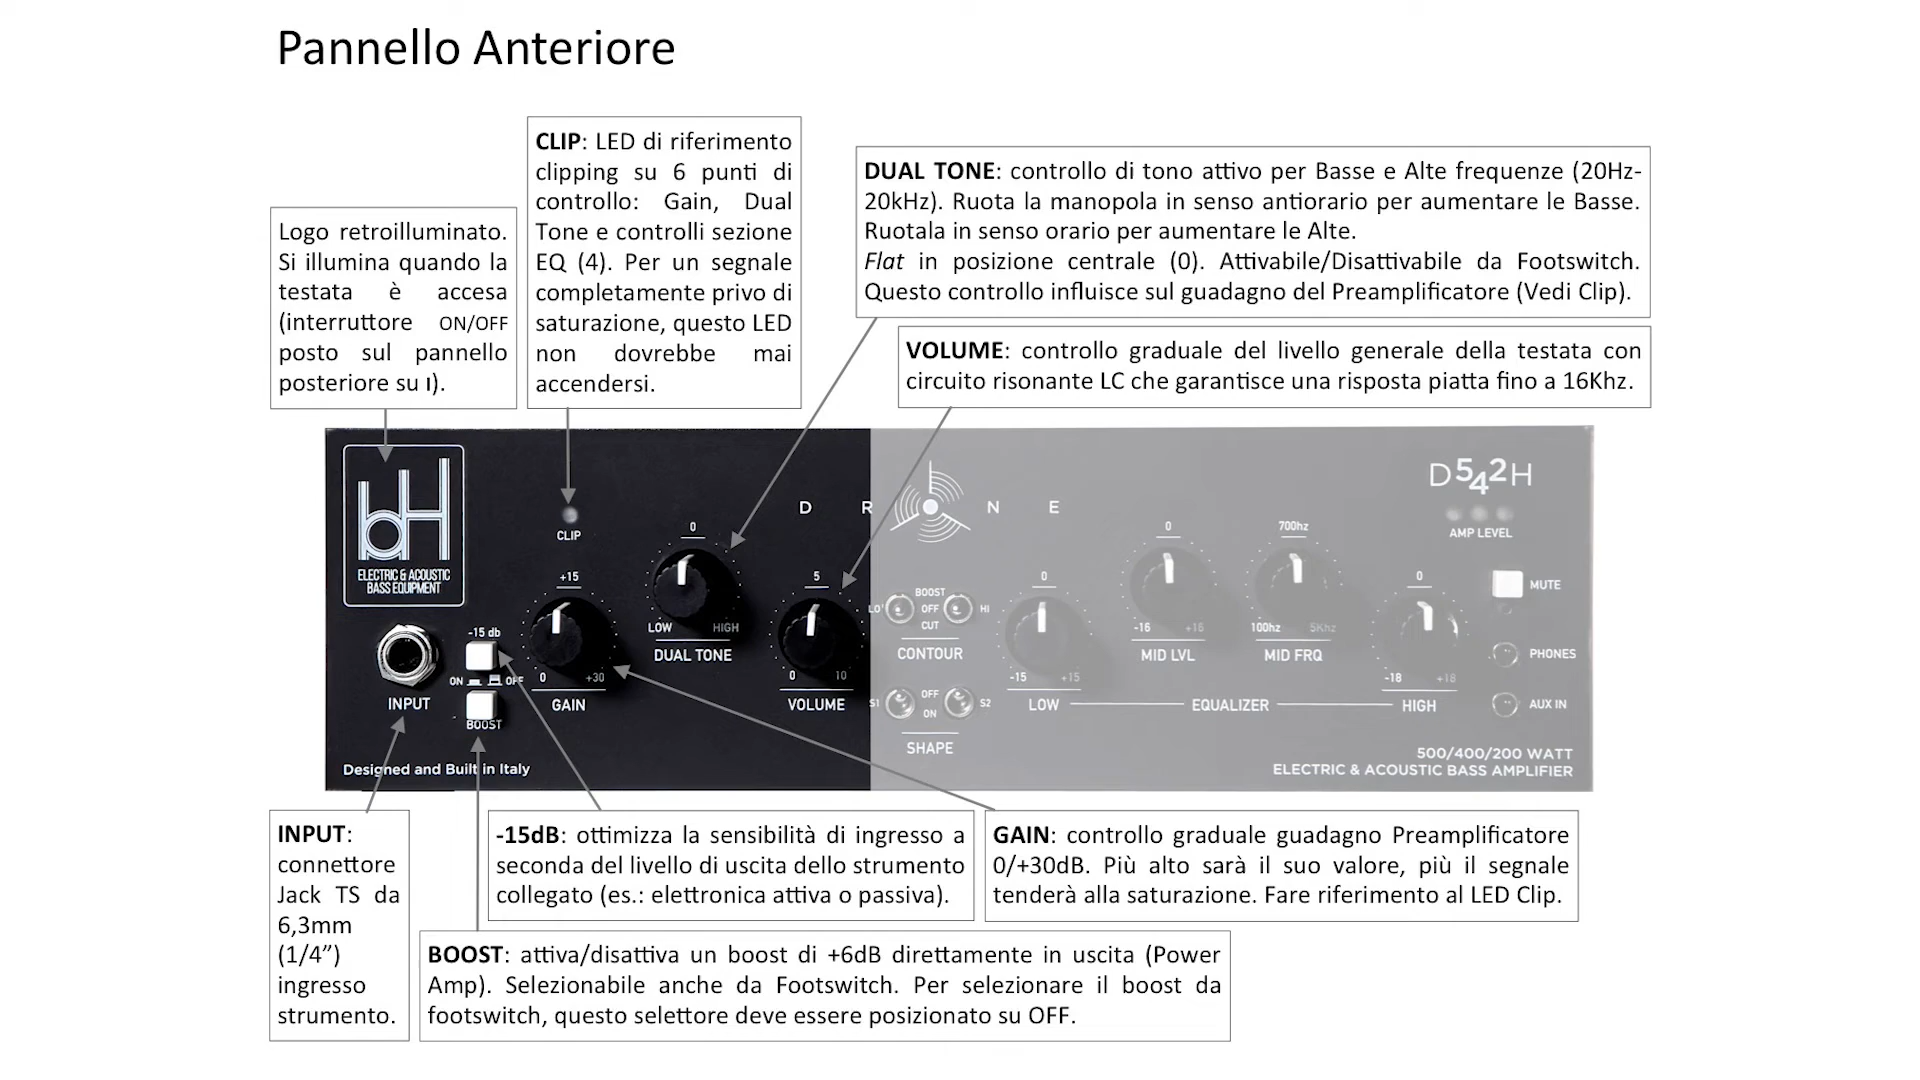 Pannello Anteriore
Logo retroilluminato.
Si illumina quando la
testata è accesa
(interruttore ON/OFF
posto sul pannello
posteriore su I).
CLIP: LED di riferimento
clipping su 6 punti di
controllo: Gain, Dual
Tone e controlli sezione
EQ (4). Per un segnale
completamente privo di
saturazione, questo LED
non dovrebbe mai
accendersi.
DUAL TONE: controllo di tono attivo per Basse e Alte frequenze (20Hz-
20kHz). Ruota la manopola in senso antiorario per aumentare le Basse.
Ruotala in senso orario per aumentare le Alte.
Flat in posizione centrale (0). Attivabile/Disattivabile da Footswitch.
Questo controllo influisce sul guadagno del Preamplificatore (Vedi Clip).
VOLUME: controllo graduale del livello generale della testata con
circuito risonante LC che garantisce una risposta piatta fino a 16Khz.
bH
ELECTRIC & ACOUSTIC
BASS EQUIPMENT
CLIP
D R N E
D542H
AMP LEVEL
INPUT
-15 db
ON OFF
BOOST
+15
0 +30
GAIN
0
LOW HIGH
DUAL TONE
5
0 10
VOLUME
BOOST
LO OFF HI
CUT
CONTOUR
OFF
S1 S2
ON
SHAPE
0
-15 +15
LOW
0
-16 +16
MID LVL
700hz
100hz 5Khz
MID FRQ
EQUALIZER
0
-18 +18
HIGH
MUTE
PHONES
AUX IN
Designed and Built in Italy
500/400/200 WATT
ELECTRIC & ACOUSTIC BASS AMPLIFIER
INPUT:
connettore
Jack TS da
6,3mm
(1/4”)
ingresso
strumento.
-15dB: ottimizza la sensibilità di ingresso a
seconda del livello di uscita dello strumento
collegato (es.: elettronica attiva o passiva).
GAIN: controllo graduale guadagno Preamplificatore
0/+30dB. Più alto sarà il suo valore, più il segnale
tenderà alla saturazione. Fare riferimento al LED Clip.
BOOST: attiva/disattiva un boost di +6dB direttamente in uscita (Power
Amp). Selezionabile anche da Footswitch. Per selezionare il boost da
footswitch, questo selettore deve essere posizionato su OFF.